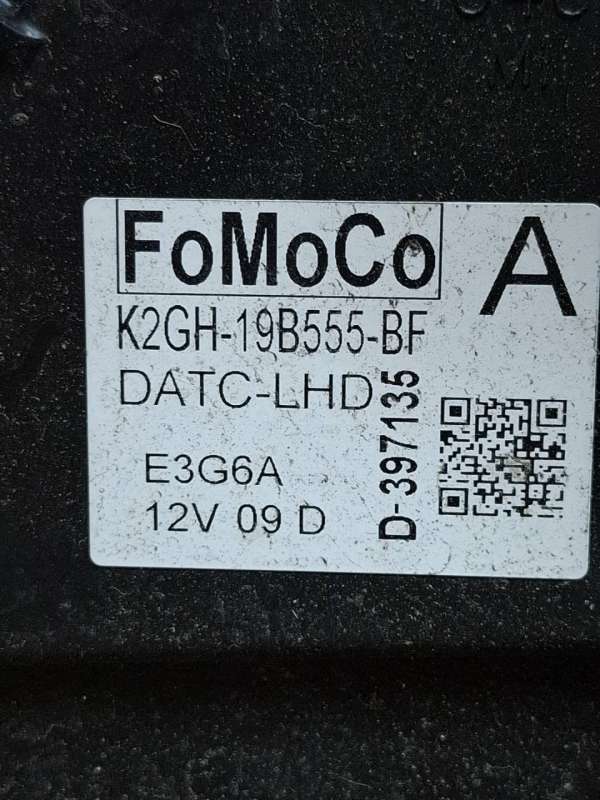 FoMoCo
A
K2GH-19B555-BF
DATC-LHD
D-397135
E3G6A
12V 09 D